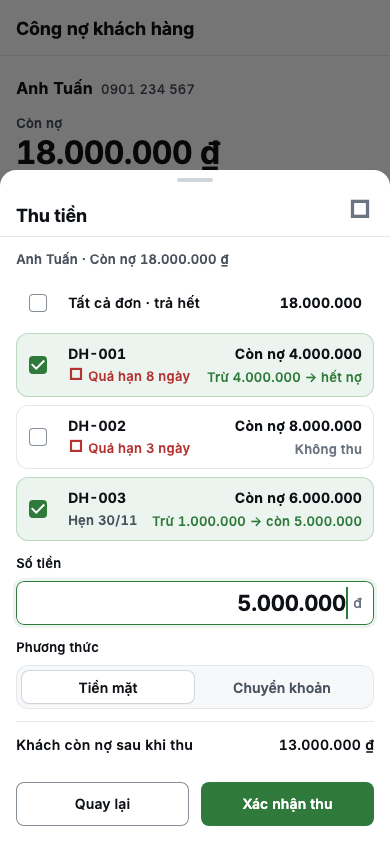 Công nợ khách hàng
Anh Tuấn 0901 234 567
Còn nợ
18.000.000 ₫
Thu tiền
Anh Tuấn · Còn nợ 18.000.000 ₫
Tất cả đơn · trả hết 18.000.000
DH-001 Còn nợ 4.000.000
Quá hạn 8 ngày Trừ 4.000.000 → hết nợ
DH-002 Còn nợ 8.000.000
Quá hạn 3 ngày Không thu
DH-003 Còn nợ 6.000.000
Hẹn 30/11 Trừ 1.000.000 → còn 5.000.000
Số tiền
5.000.000 đ
Phương thức
Tiền mặt Chuyển khoản
Khách còn nợ sau khi thu 13.000.000 ₫
Quay lại Xác nhận thu